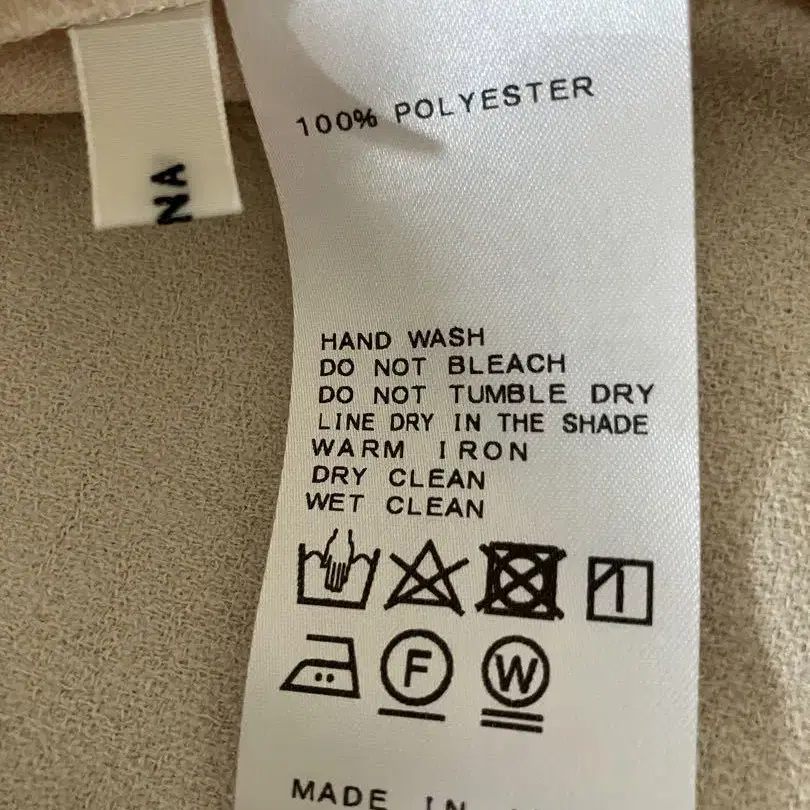 NA
100% POLYESTER
HAND WASH
DO NOT BLEACH
DO NOT TUMBLE DRY
LINE DRY IN THE SHADE
WARM IRON
DRY CLEAN
WET CLEAN
F W
MADE IN